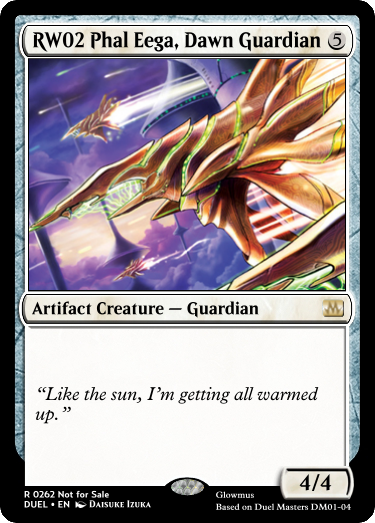 RW02 Phal Eega, Dawn Guardian 5
Artifact Creature — Guardian
“Like the sun, I'm getting all warmed
up.”
4/4
R 0262 Not for Sale
DUEL • EN Daisuke Izuka
Glowmus
Based on Duel Masters DM01-04